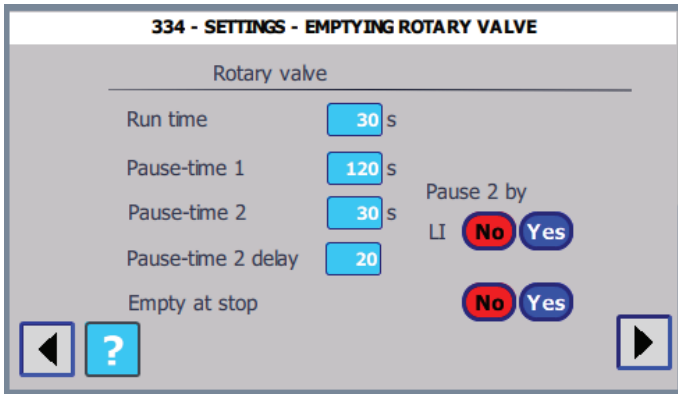 334 - SETTINGS - EMPTYING ROTARY VALVE
Rotary valve
Run time 30 s
Pause-time 1 120 s
Pause 2 by
Pause-time 2 30 s
LI No Yes
Pause-time 2 delay 20
Empty at stop No Yes
?